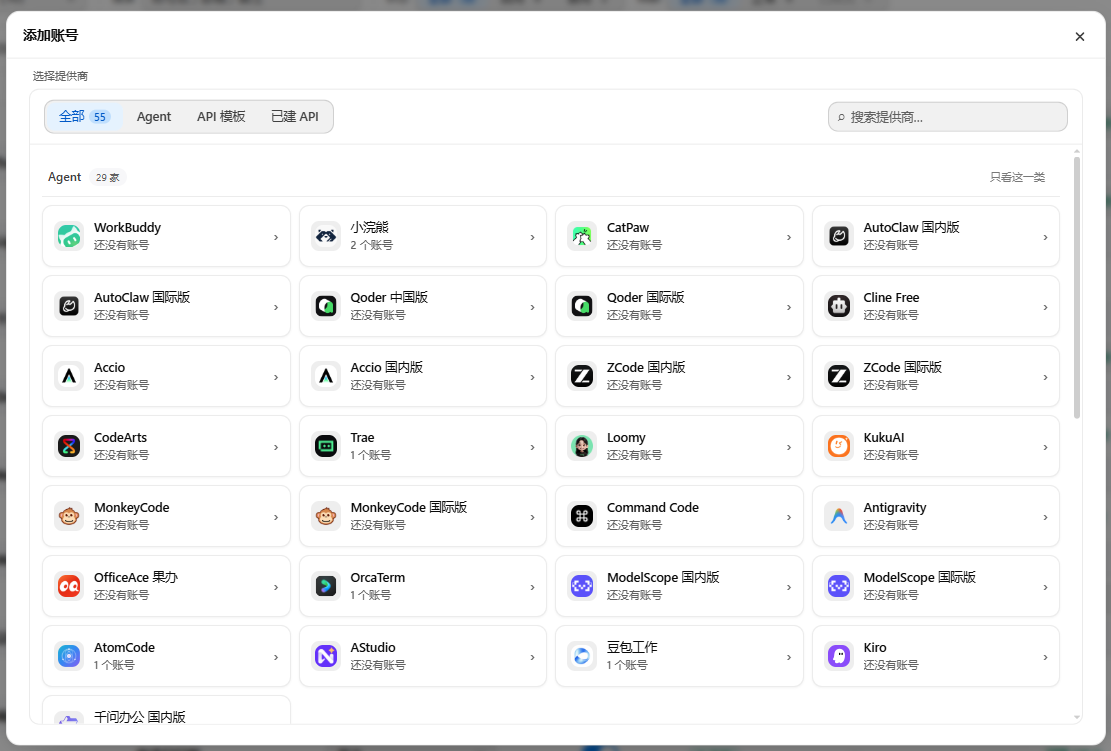 添加账号
选择提供商
全部 55 Agent API 模板 已建 API
搜索提供商...
Agent 29 家 只看这一类
WorkBuddy
还没有账号
小浣熊
2 个账号
CatPaw
还没有账号
AutoClaw 国内版
还没有账号
AutoClaw 国际版
还没有账号
Qoder 中国版
还没有账号
Qoder 国际版
还没有账号
Cline Free
还没有账号
Accio
还没有账号
Accio 国内版
还没有账号
ZCode 国内版
还没有账号
ZCode 国际版
还没有账号
CodeArts
还没有账号
Trae
1 个账号
Loomy
还没有账号
KukuAI
还没有账号
MonkeyCode
还没有账号
MonkeyCode 国际版
还没有账号
Command Code
还没有账号
Antigravity
还没有账号
OfficeAce 果办
还没有账号
OrcaTerm
1 个账号
ModelScope 国内版
还没有账号
ModelScope 国际版
还没有账号
AtomCode
1 个账号
AStudio
还没有账号
豆包工作
1 个账号
Kiro
还没有账号
千问办公 国内版